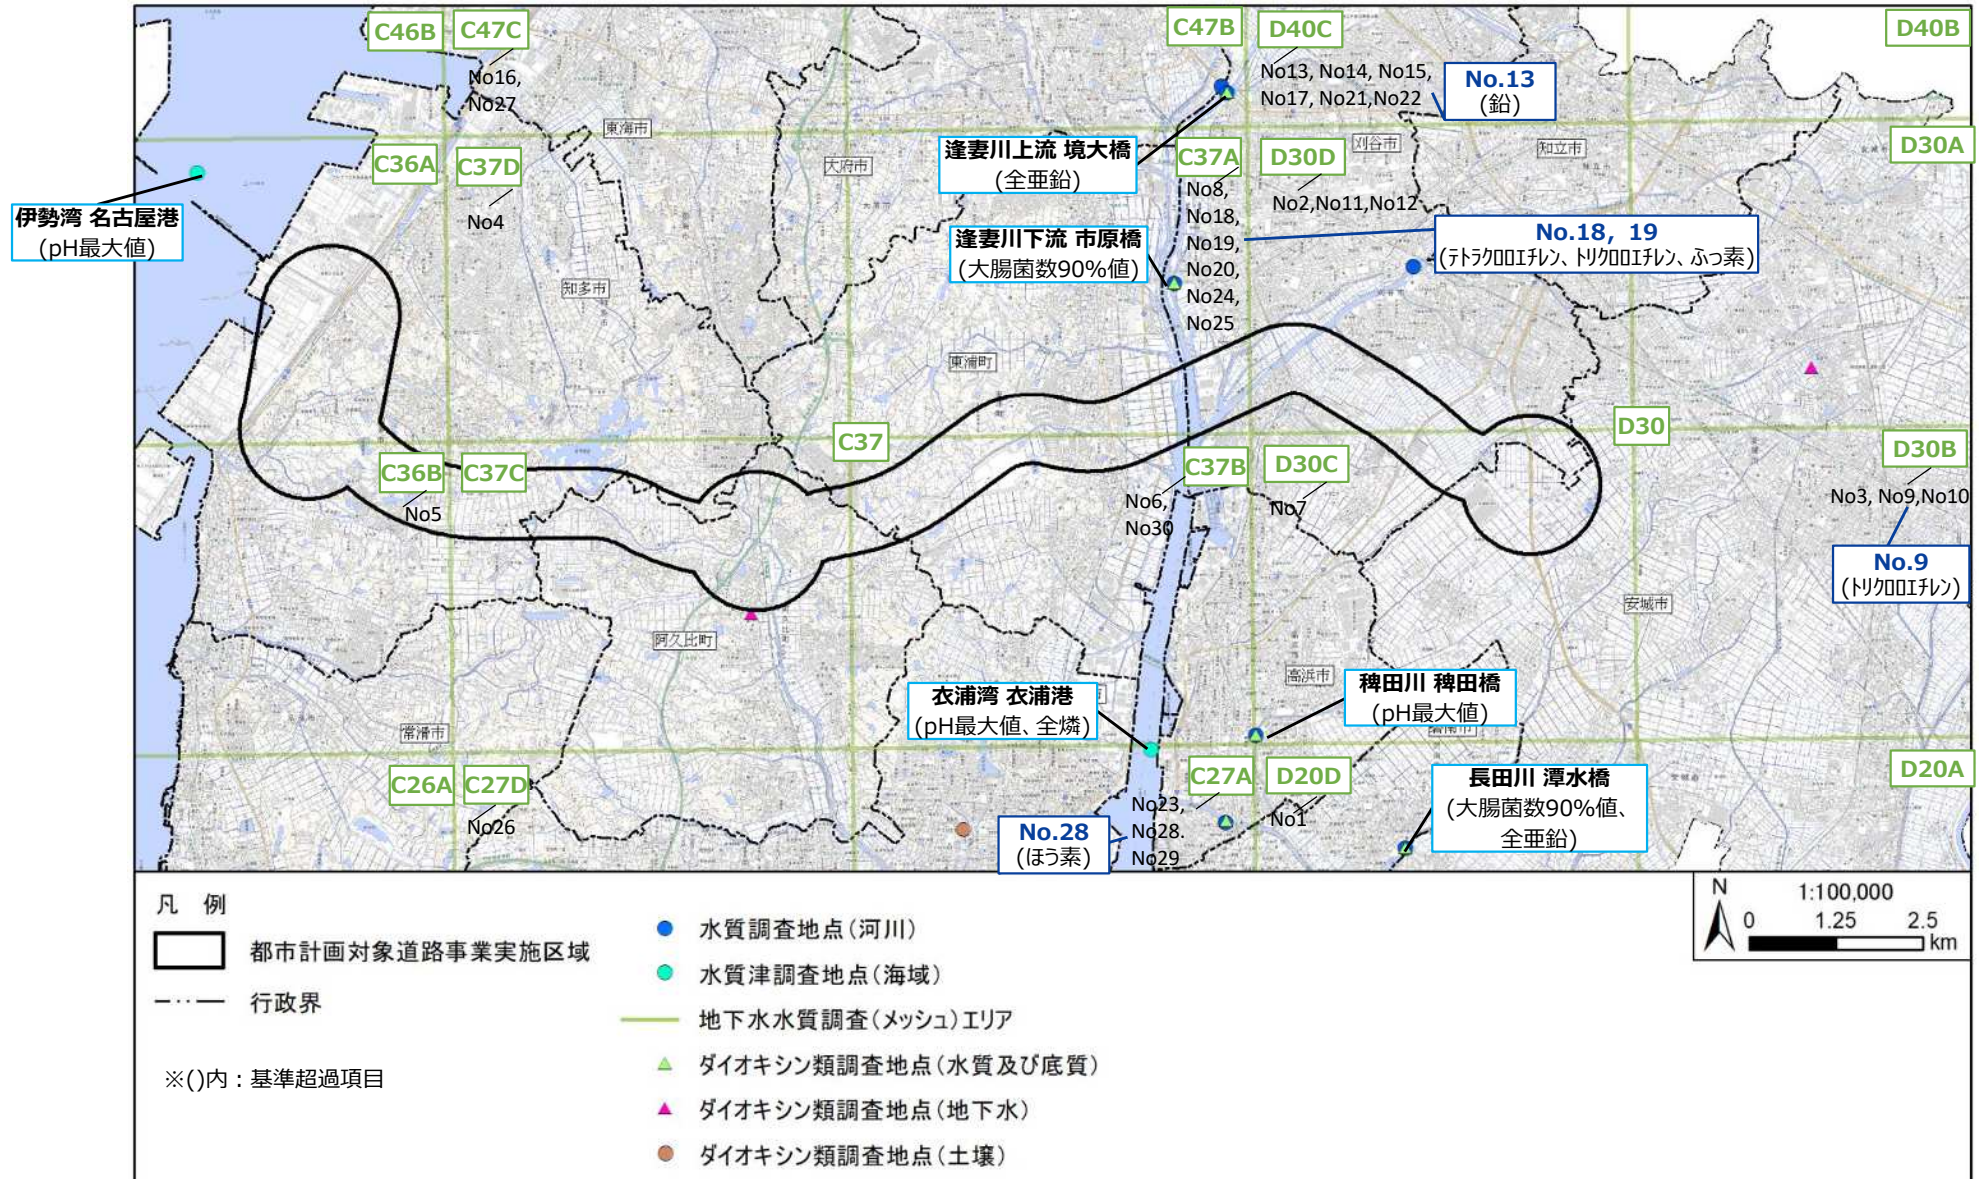 C46B
C47C
No16,
No27
C47B
D40C
No13, No14, No15,
No17, No21,No22
No.13
(鉛)
D40B
東海市
大府市
逢妻川上流 境大橋
(全亜鉛)
刈谷市
知立市
D30A
C36A
C37D
No4
C37A
No8,
No18,
No19,
No20,
No24,
No25
D30D
No2,No11,No12
伊勢湾 名古屋港
(pH最大値)
逢妻川下流 市原橋
(大腸菌数90%値)
No.18, 19
(テトラクロロエチレン、トリクロロエチレン、ふっ素)
知多市
東浦町
C37
D30
C36B
No5
C37C
C37B
No6,
No30
D30C
No7
D30B
No3, No9,No10
No.9
(トリクロロエチレン)
安城市
阿久比町
高浜市
稗田川 稗田橋
(pH最大値)
衣浦湾 衣浦港
(pH最大値、全燐)
市
碧南市
常滑市
C26A
C27D
No26
C27A
No23,
No28.
No29
D20D
No1
D20A
長田川 潭水橋
(大腸菌数90%値、
全亜鉛)
No.28
(ほう素)
凡 例
都市計画対象道路事業実施区域
行政界
※()内：基準超過項目
水質調査地点(河川)
水質津調査地点(海域)
地下水水質調査(メッシュ)エリア
ダイオキシン類調査地点(水質及び底質)
ダイオキシン類調査地点(地下水)
ダイオキシン類調査地点(土壌)
N
1:100,000
0 1.25 2.5
km